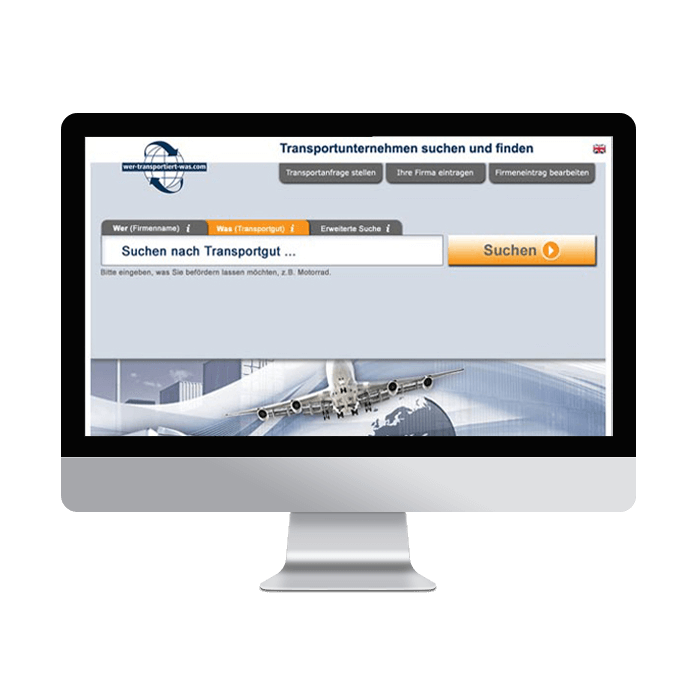 Transportunternehmen suchen und finden
wer-transportiert-was.com
Transportanfrage stellen
Ihre Firma eintragen
Firmeneintrag bearbeiten
Wer (Firmenname) i
Was (Transportgut) i
Erweiterte Suche i
Suchen nach Transportgut ...
Suchen
Bitte eingeben, was Sie befördern lassen möchten, z.B. Motorrad.